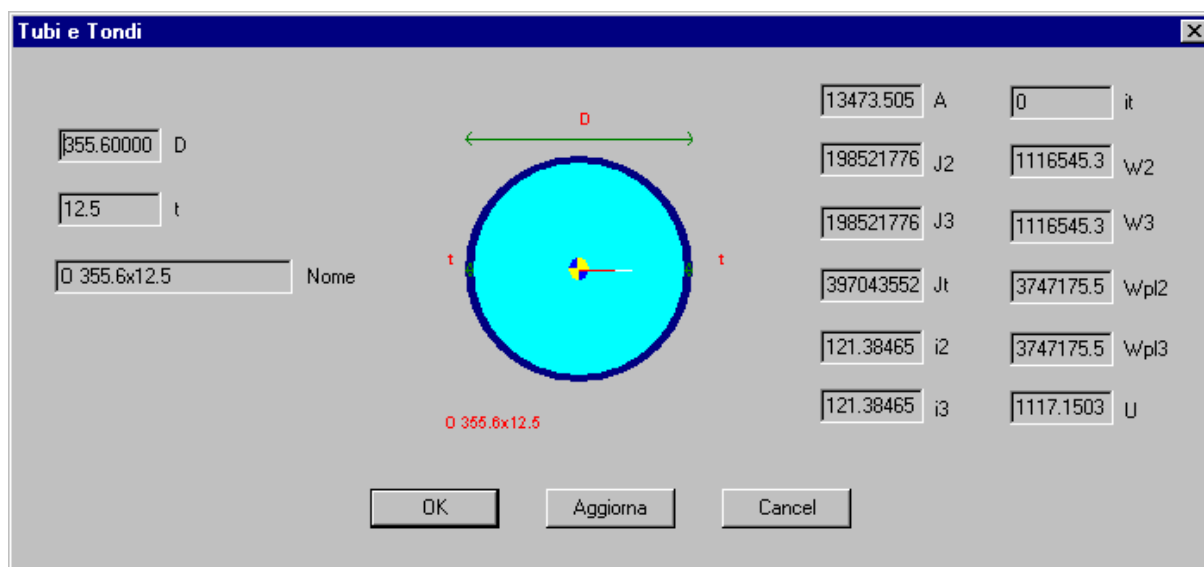 Tubi e Tondi
355.60000 D
12.5 t
O 355.6x12.5 Nome
D
t
t
O 355.6x12.5
13473.505 A
0 it
198521776 J2
1116545.3 W2
198521776 J3
1116545.3 W3
397043552 Jt
3747175.5 Wpl2
121.38465 i2
3747175.5 Wpl3
121.38465 i3
1117.1503 U
OK
Aggiorna
Cancel